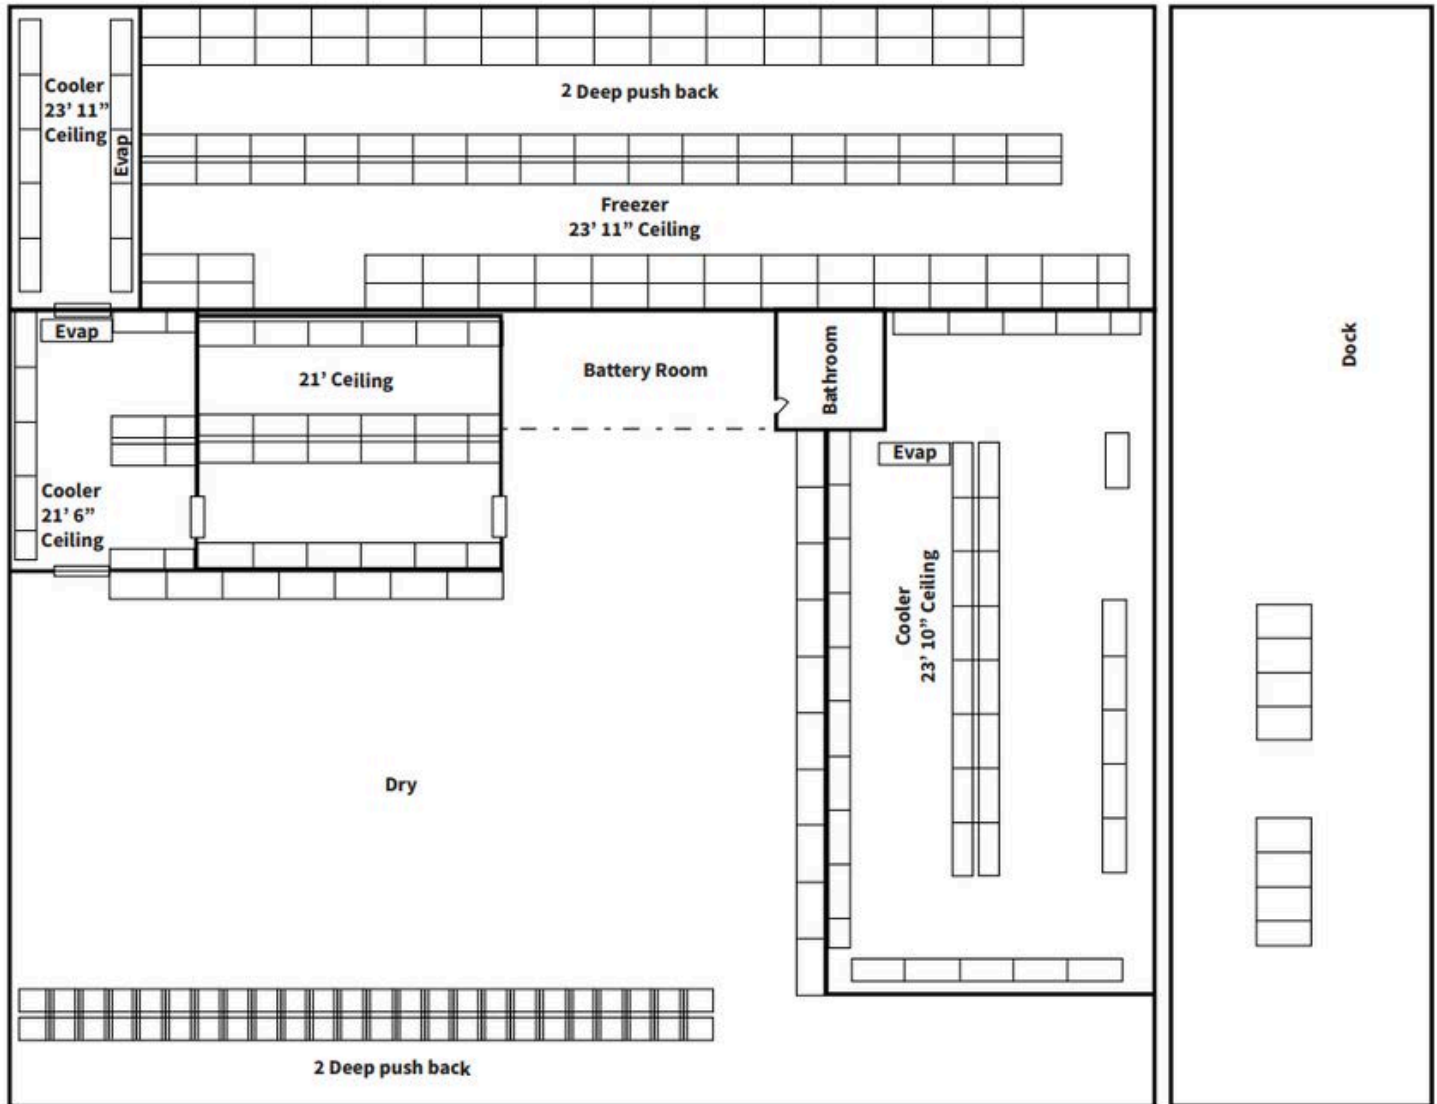 Cooler
23’ 11”
Ceiling
Evap
2 Deep push back
Freezer
23’ 11” Ceiling
Evap
21’ Ceiling
Battery Room
Bathroom
Dock
Evap
Cooler
21’ 6”
Ceiling
Cooler
23’ 10” Ceiling
Dry
2 Deep push back